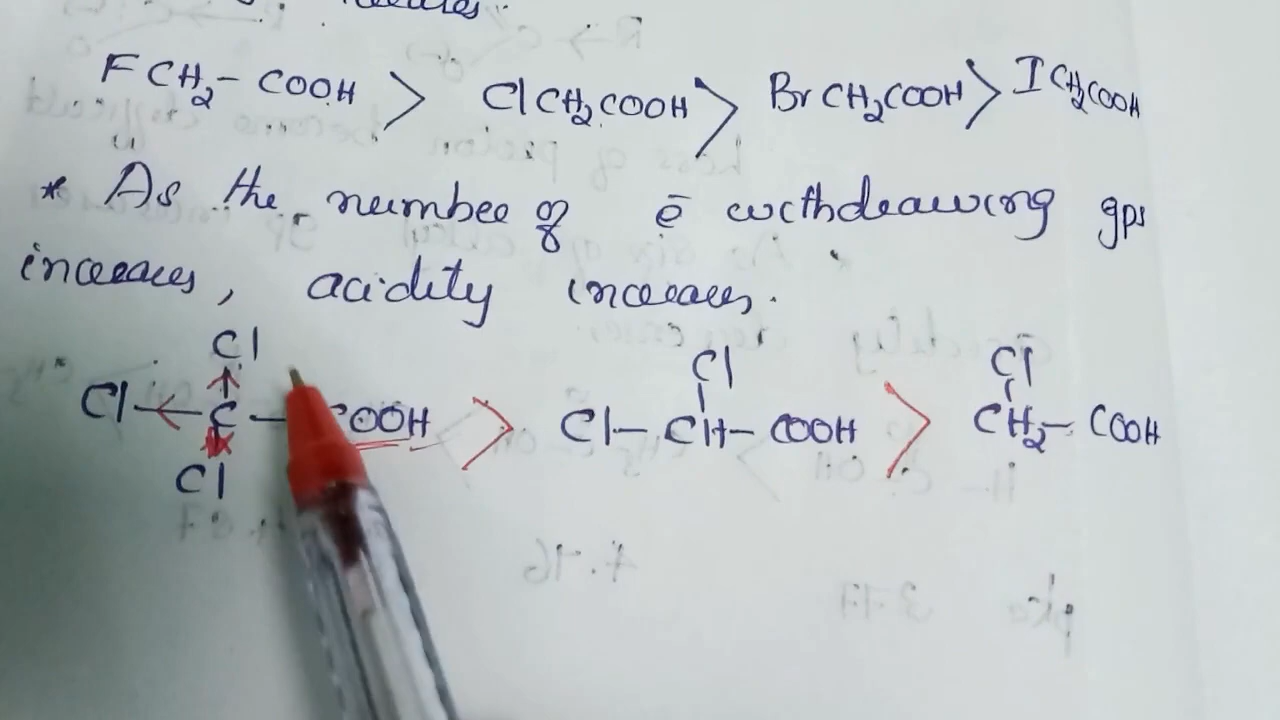 FCH₂- COOH > ClCH₂COOH > BrCH₂COOH > ICH₂COOH
* As the number of ē withdrawing gps
increases, acidity increases.
Cl Cl Cl
Cl ← C - COOH > Cl- CH- COOH > CH₂- COOH
Cl